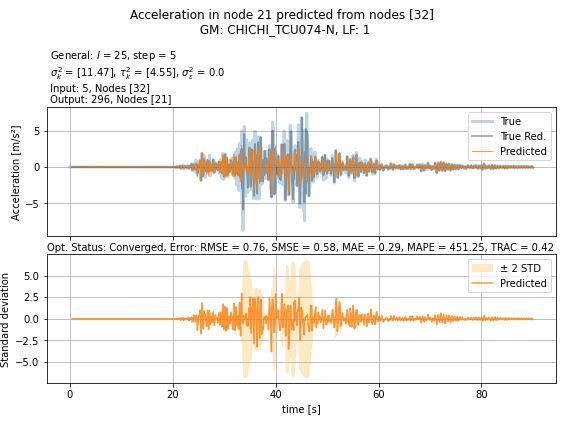 Acceleration in node 21 predicted from nodes [32]
GM: CHICHI_TCU074-N, LF: 1
General: l = 25, step = 5
σ²ₖ = [11.47], τ²ₖ = [4.55], σ²ε = 0.0
Input: 5, Nodes [32]
Output: 296, Nodes [21]
Acceleration [m/s²]
5
0
−5
True
True Red.
Predicted
Opt. Status: Converged, Error: RMSE = 0.76, SMSE = 0.58, MAE = 0.29, MAPE = 451.25, TRAC = 0.42
Standard deviation
5.0
2.5
0.0
−2.5
−5.0
± 2 STD
Predicted
0 20 40 60 80
time [s]